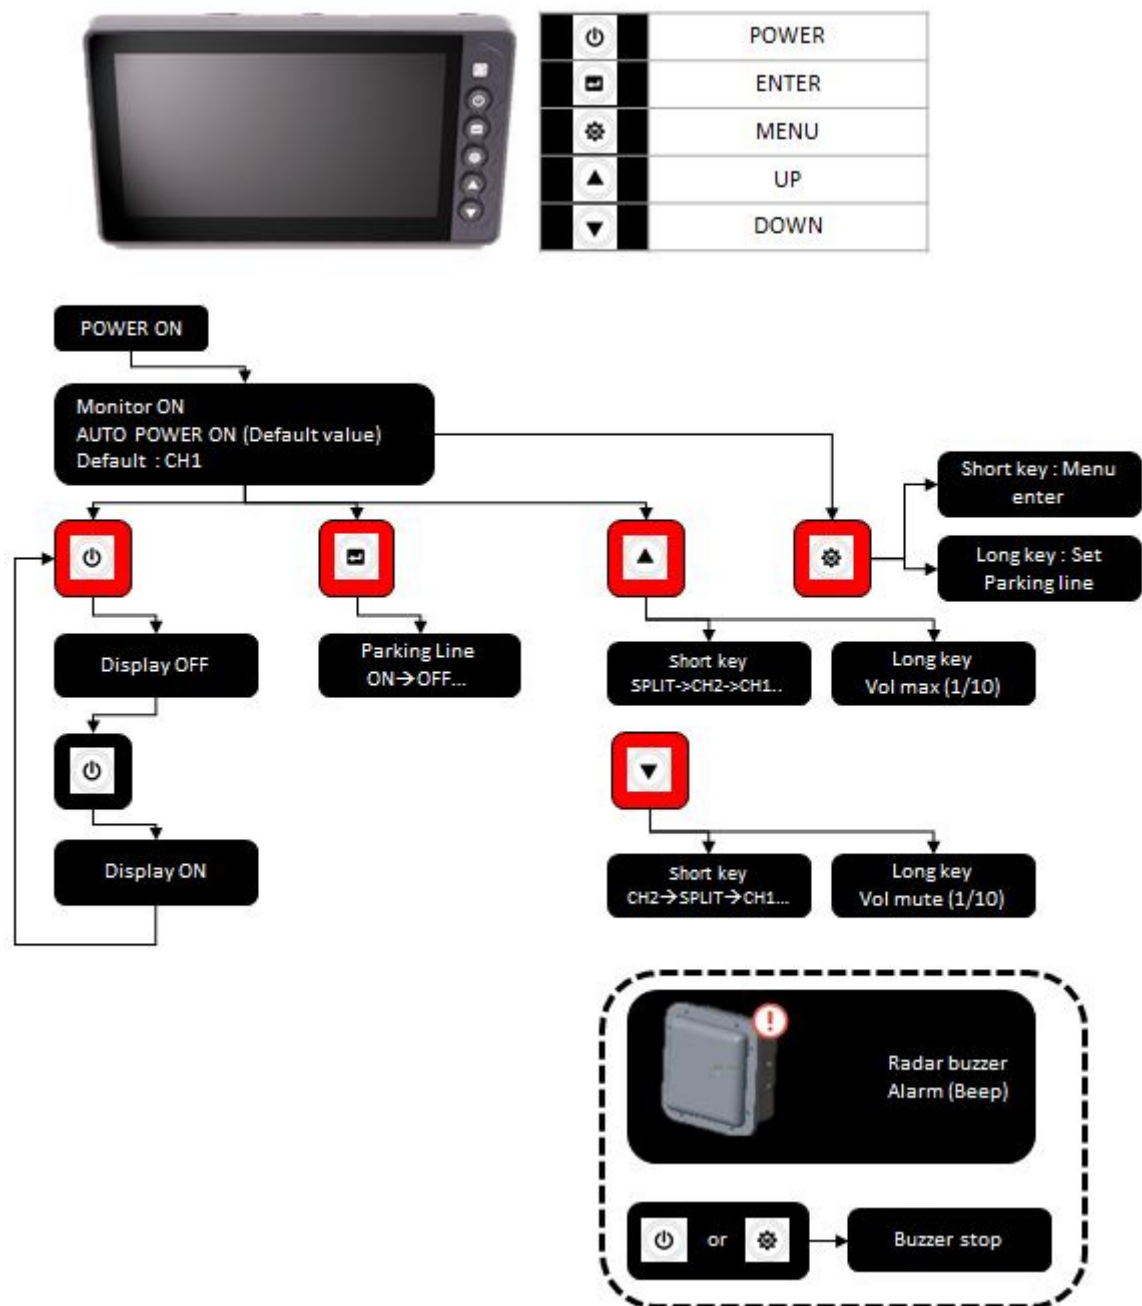 POWER
ENTER
MENU
UP
DOWN
POWER ON
Monitor ON
AUTO POWER ON (Default value)
Default : CH1
Short key : Menu
enter
Long key : Set
Parking line
Display OFF
Parking Line
ON→OFF...
Short key
SPLIT->CH2->CH1..
Long key
Vol max (1/10)
Display ON
Short key
CH2→SPLIT→CH1...
Long key
Vol mute (1/10)
Radar buzzer
Alarm (Beep)
or
Buzzer stop